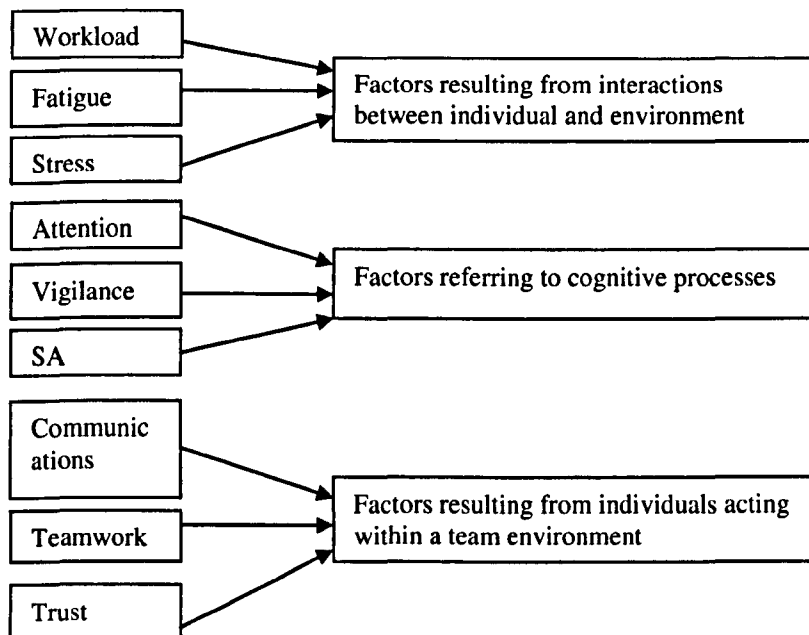 Workload
Fatigue
Stress
Factors resulting from interactions
between individual and environment
Attention
Vigilance
SA
Factors referring to cognitive processes
Communic
ations
Teamwork
Trust
Factors resulting from individuals acting
within a team environment